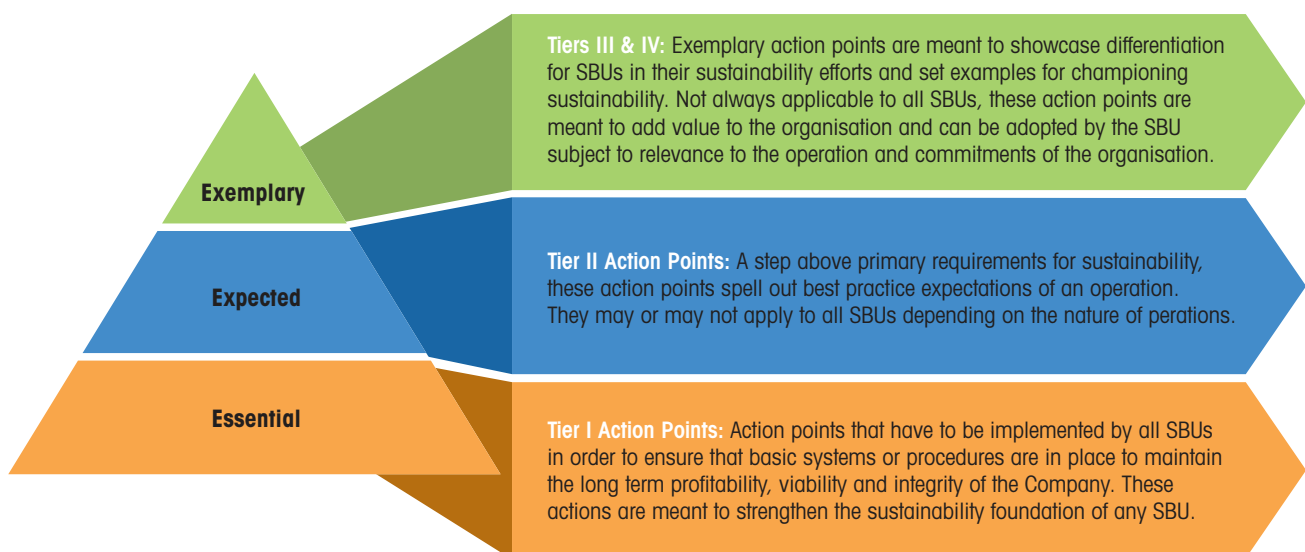 Tiers III & IV: Exemplary action points are meant to showcase differentiation
for SBUs in their sustainability efforts and set examples for championing
sustainability. Not always applicable to all SBUs, these action points are
meant to add value to the organisation and can be adopted by the SBU
subject to relevance to the operation and commitments of the organisation.
Exemplary
Tier II Action Points: A step above primary requirements for sustainability,
these action points spell out best practice expectations of an operation.
They may or may not apply to all SBUs depending on the nature of perations.
Expected
Tier I Action Points: Action points that have to be implemented by all SBUs
in order to ensure that basic systems or procedures are in place to maintain
the long term profitability, viability and integrity of the Company. These
actions are meant to strengthen the sustainability foundation of any SBU.
Essential